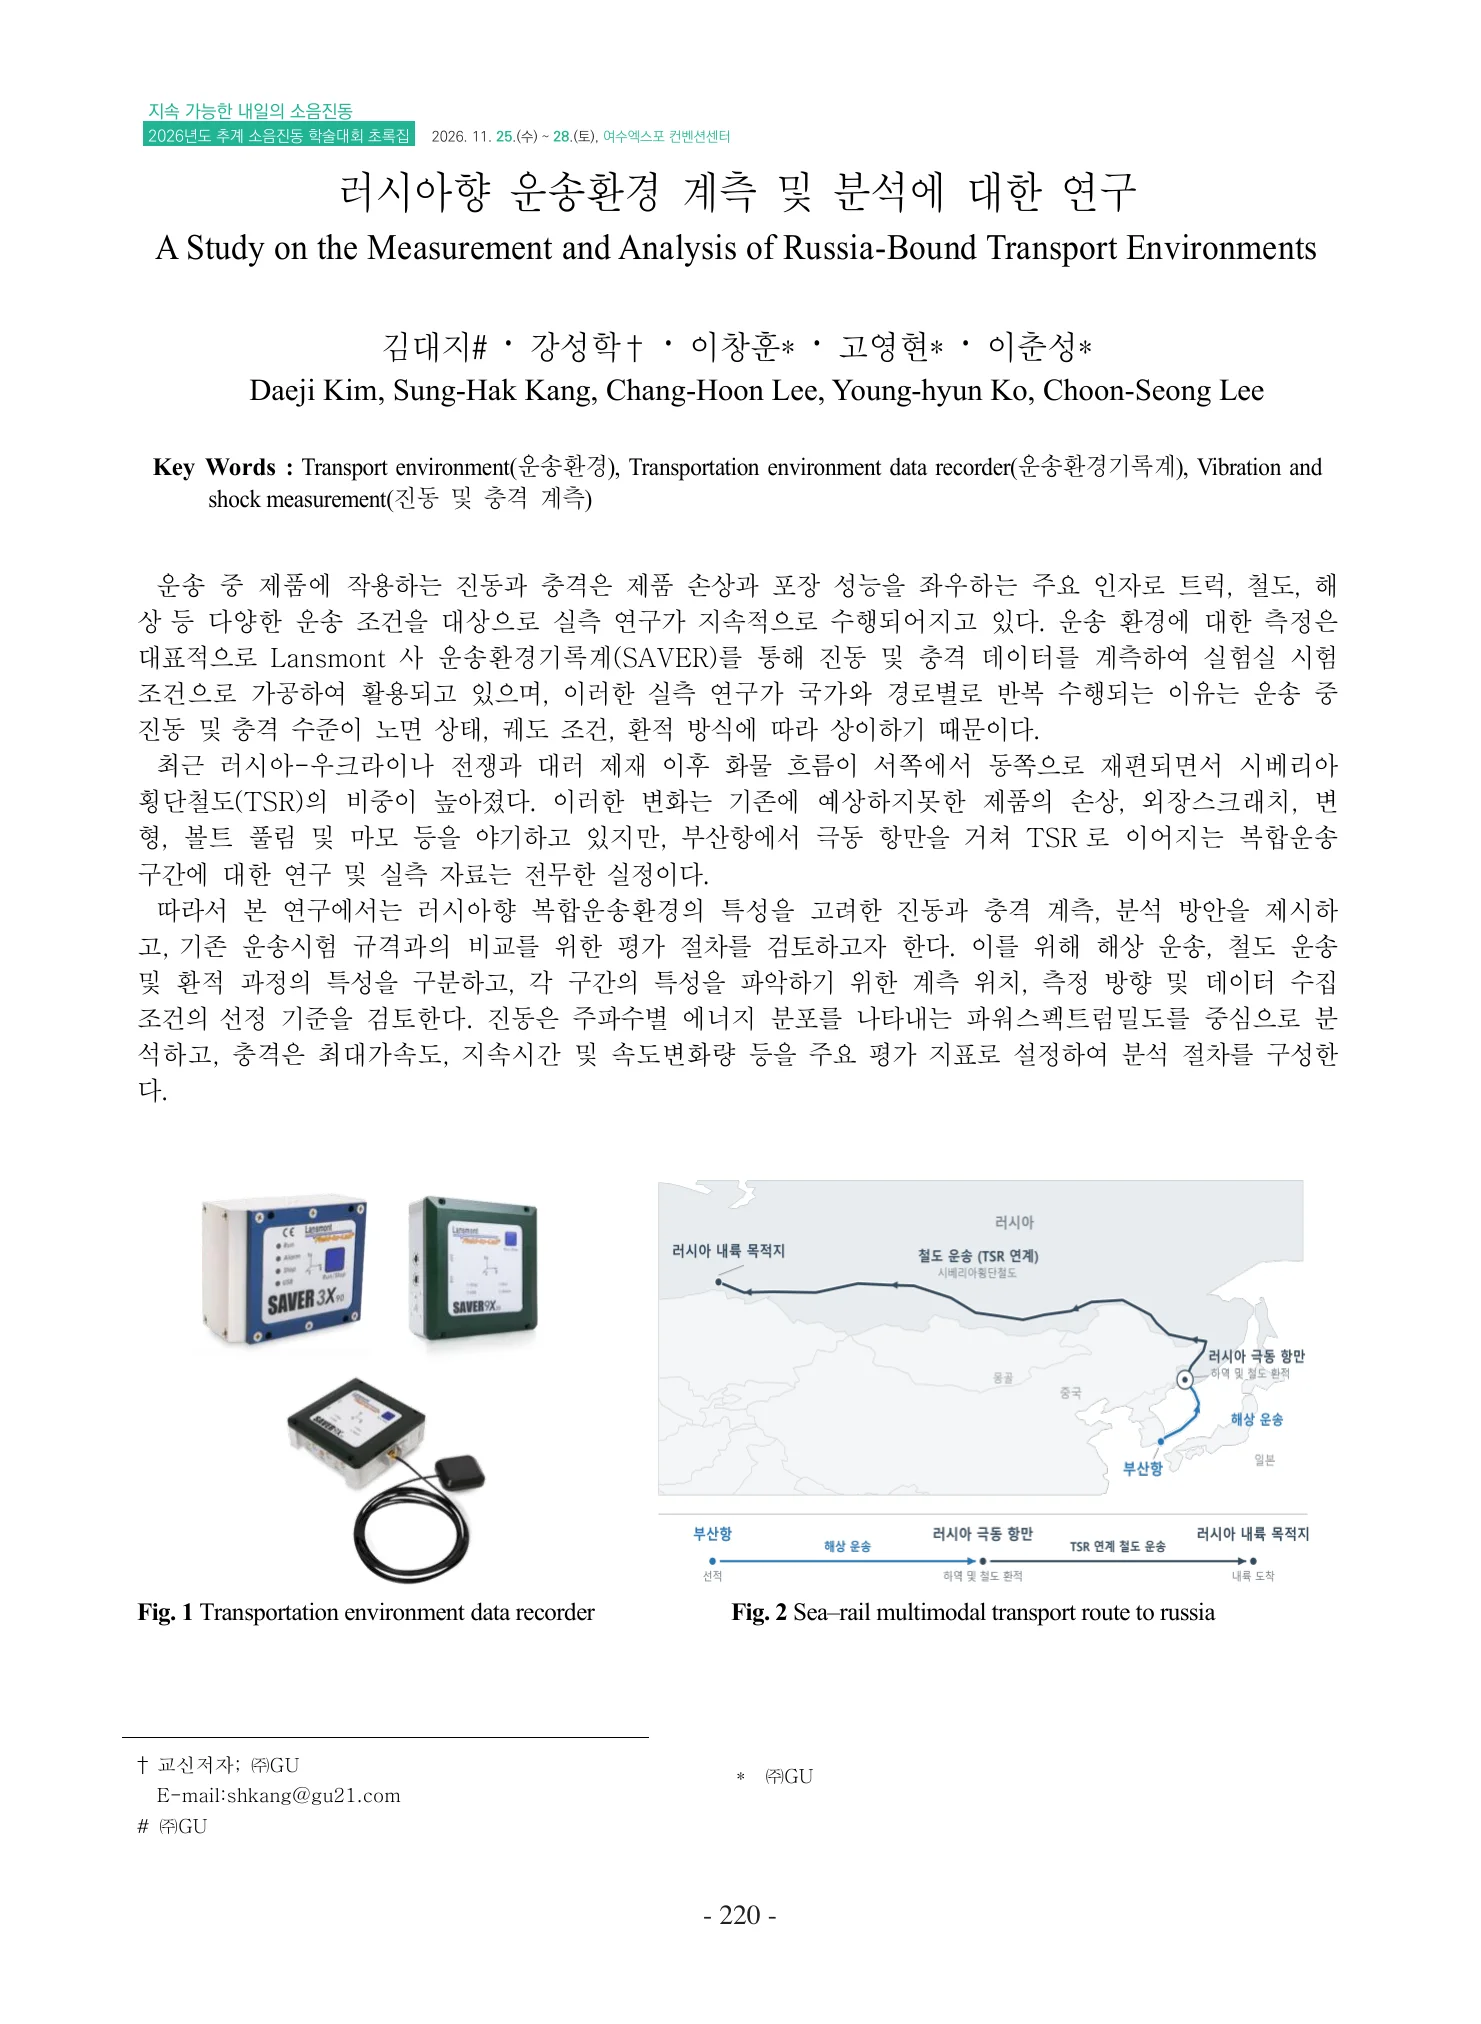 지속 가능한 내일의 소음진동
2026년도 추계 소음진동 학술대회 초록집 2026. 11. 25.(수) ~ 28.(토), 여수엑스포 컨벤션센터
러시아향 운송환경 계측 및 분석에 대한 연구
A Study on the Measurement and Analysis of Russia-Bound Transport Environments
김대지# · 강성학† · 이창훈* · 고영현* · 이춘성*
Daeji Kim, Sung-Hak Kang, Chang-Hoon Lee, Young-hyun Ko, Choon-Seong Lee
Key Words : Transport environment(운송환경), Transportation environment data recorder(운송환경기록계), Vibration and
shock measurement(진동 및 충격 계측)
운송 중 제품에 작용하는 진동과 충격은 제품 손상과 포장 성능을 좌우하는 주요 인자로 트럭, 철도, 해
상 등 다양한 운송 조건을 대상으로 실측 연구가 지속적으로 수행되어지고 있다. 운송 환경에 대한 측정은
대표적으로 Lansmont 사 운송환경기록계(SAVER)를 통해 진동 및 충격 데이터를 계측하여 실험실 시험
조건으로 가공하여 활용되고 있으며, 이러한 실측 연구가 국가와 경로별로 반복 수행되는 이유는 운송 중
진동 및 충격 수준이 노면 상태, 궤도 조건, 환적 방식에 따라 상이하기 때문이다.
최근 러시아-우크라이나 전쟁과 대러 제재 이후 화물 흐름이 서쪽에서 동쪽으로 재편되면서 시베리아
횡단철도(TSR)의 비중이 높아졌다. 이러한 변화는 기존에 예상하지못한 제품의 손상, 외장스크래치, 변
형, 볼트 풀림 및 마모 등을 야기하고 있지만, 부산항에서 극동 항만을 거쳐 TSR 로 이어지는 복합운송
구간에 대한 연구 및 실측 자료는 전무한 실정이다.
따라서 본 연구에서는 러시아향 복합운송환경의 특성을 고려한 진동과 충격 계측, 분석 방안을 제시하
고, 기존 운송시험 규격과의 비교를 위한 평가 절차를 검토하고자 한다. 이를 위해 해상 운송, 철도 운송
및 환적 과정의 특성을 구분하고, 각 구간의 특성을 파악하기 위한 계측 위치, 측정 방향 및 데이터 수집
조건의 선정 기준을 검토한다. 진동은 주파수별 에너지 분포를 나타내는 파워스펙트럼밀도를 중심으로 분
석하고, 충격은 최대가속도, 지속시간 및 속도변화량 등을 주요 평가 지표로 설정하여 분석 절차를 구성한
다.
CE Lansmont
Run
Alarm
Stop
USB
Run/Stop
SAVER 3X 90
Lansmont
SAVER 9X
러시아
러시아 내륙 목적지
철도 운송 (TSR 연계)
시베리아횡단철도
러시아 극동 항만
하역 및 철도 환적
몽골
중국
해상 운송
부산항
일본
부산항 해상 운송 러시아 극동 항만 TSR 연계 철도 운송 러시아 내륙 목적지
선적 하역 및 철도 환적 내륙 도착
Fig. 1 Transportation environment data recorder
Fig. 2 Sea–rail multimodal transport route to russia
† 교신저자; ㈜GU
E-mail:shkang@gu21.com
# ㈜GU
* ㈜GU
- 220 -